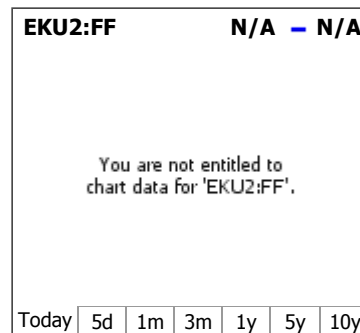 EKU2:FF N/A – N/A
You are not entitled to
chart data for 'EKU2:FF'.
Today 5d 1m 3m 1y 5y 10y